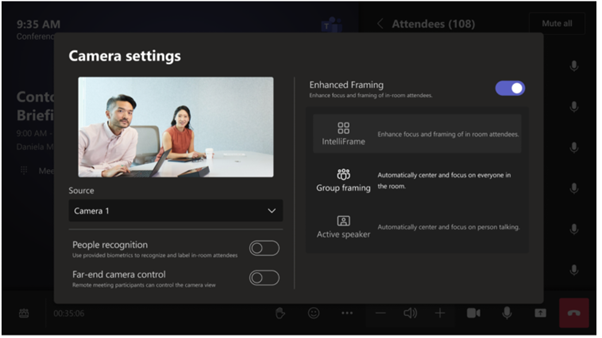 9:35 AM
Conferenc
Attendees (108)
Mute all
Conto
Briefi
9:00 AM –
Daniela M
Mee
Camera settings
Source
Camera 1
People recognition
Use provided biometrics to recognize and label in-room attendees
Far-end camera control
Remote meeting participants can control the camera view
Enhanced Framing
Enhance focus and framing of in-room attendees.
IntelliFrame
Enhance focus and framing of in room attendees.
Group framing
Automatically center and focus on everyone in
the room.
Active speaker
Automatically center and focus on person talking.
00:35:06